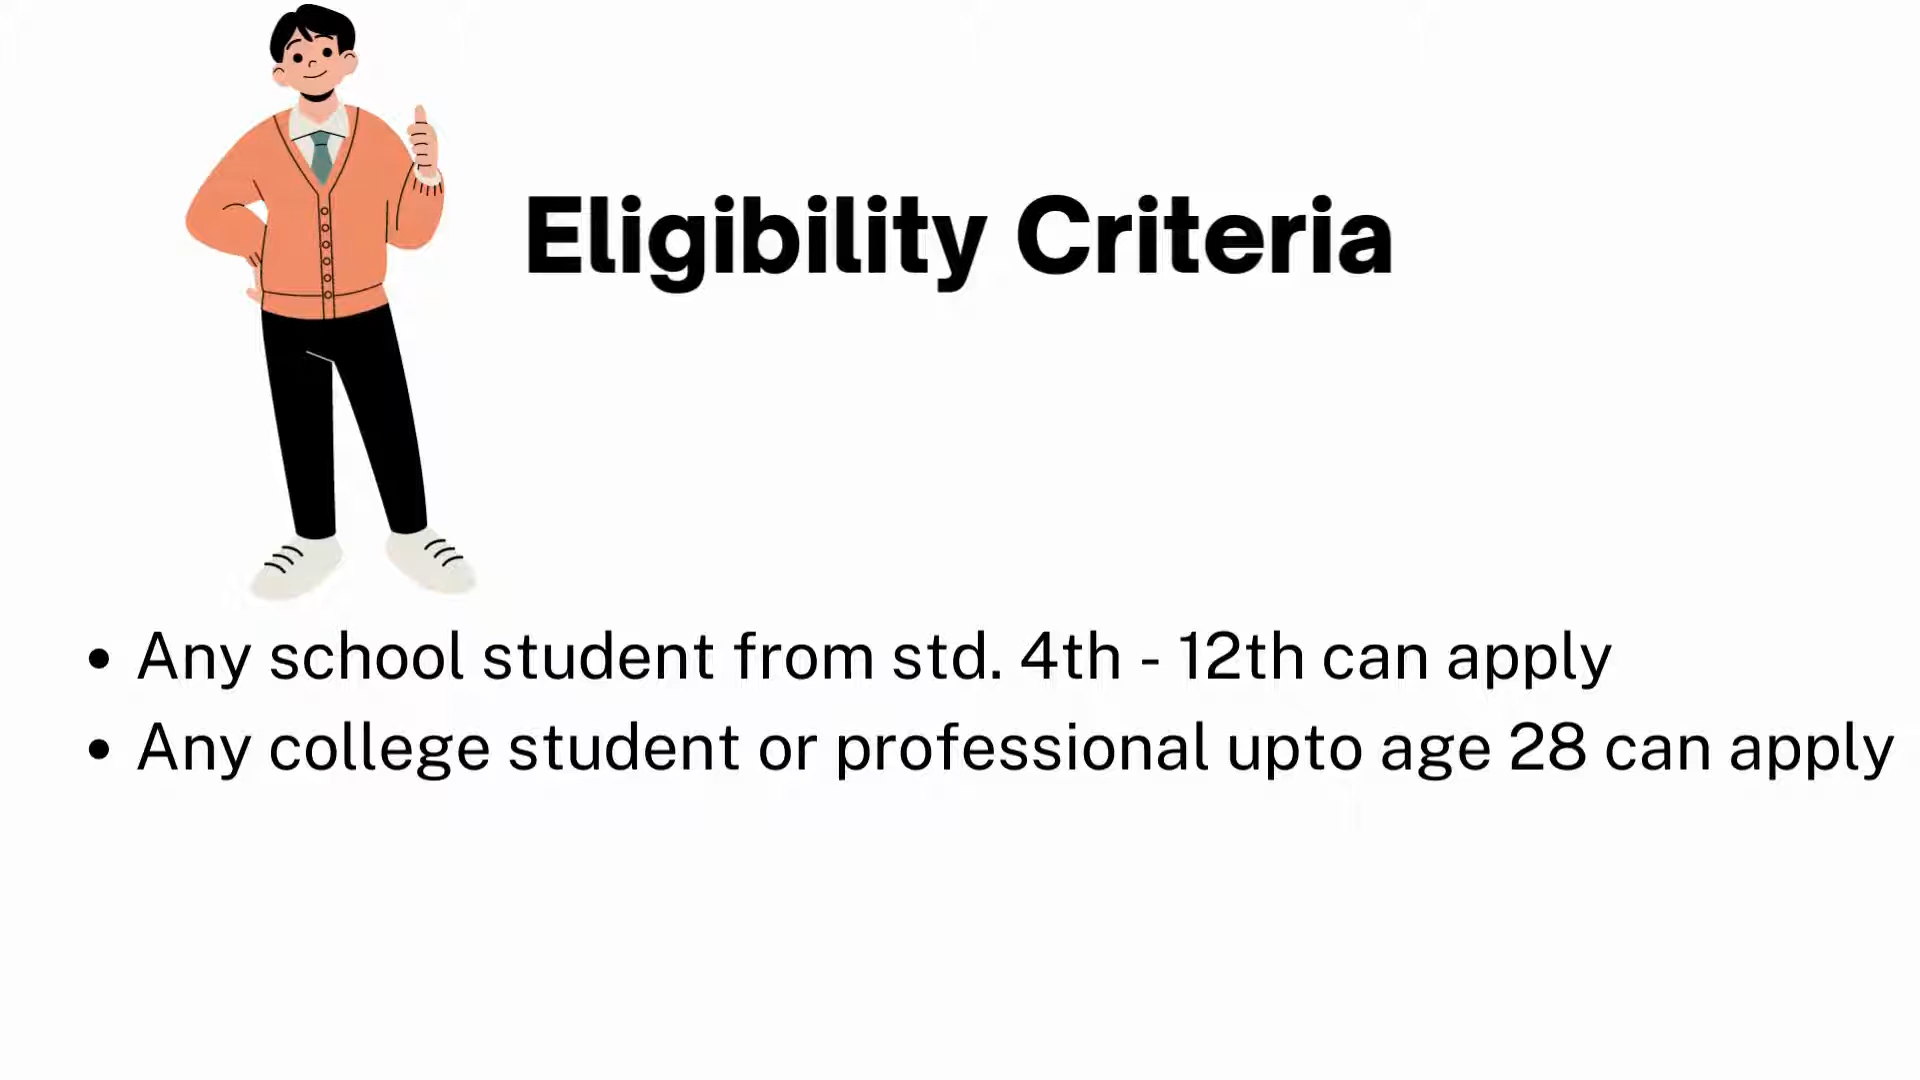 Eligibility Criteria
• Any school student from std. 4th - 12th can apply
• Any college student or professional upto age 28 can apply